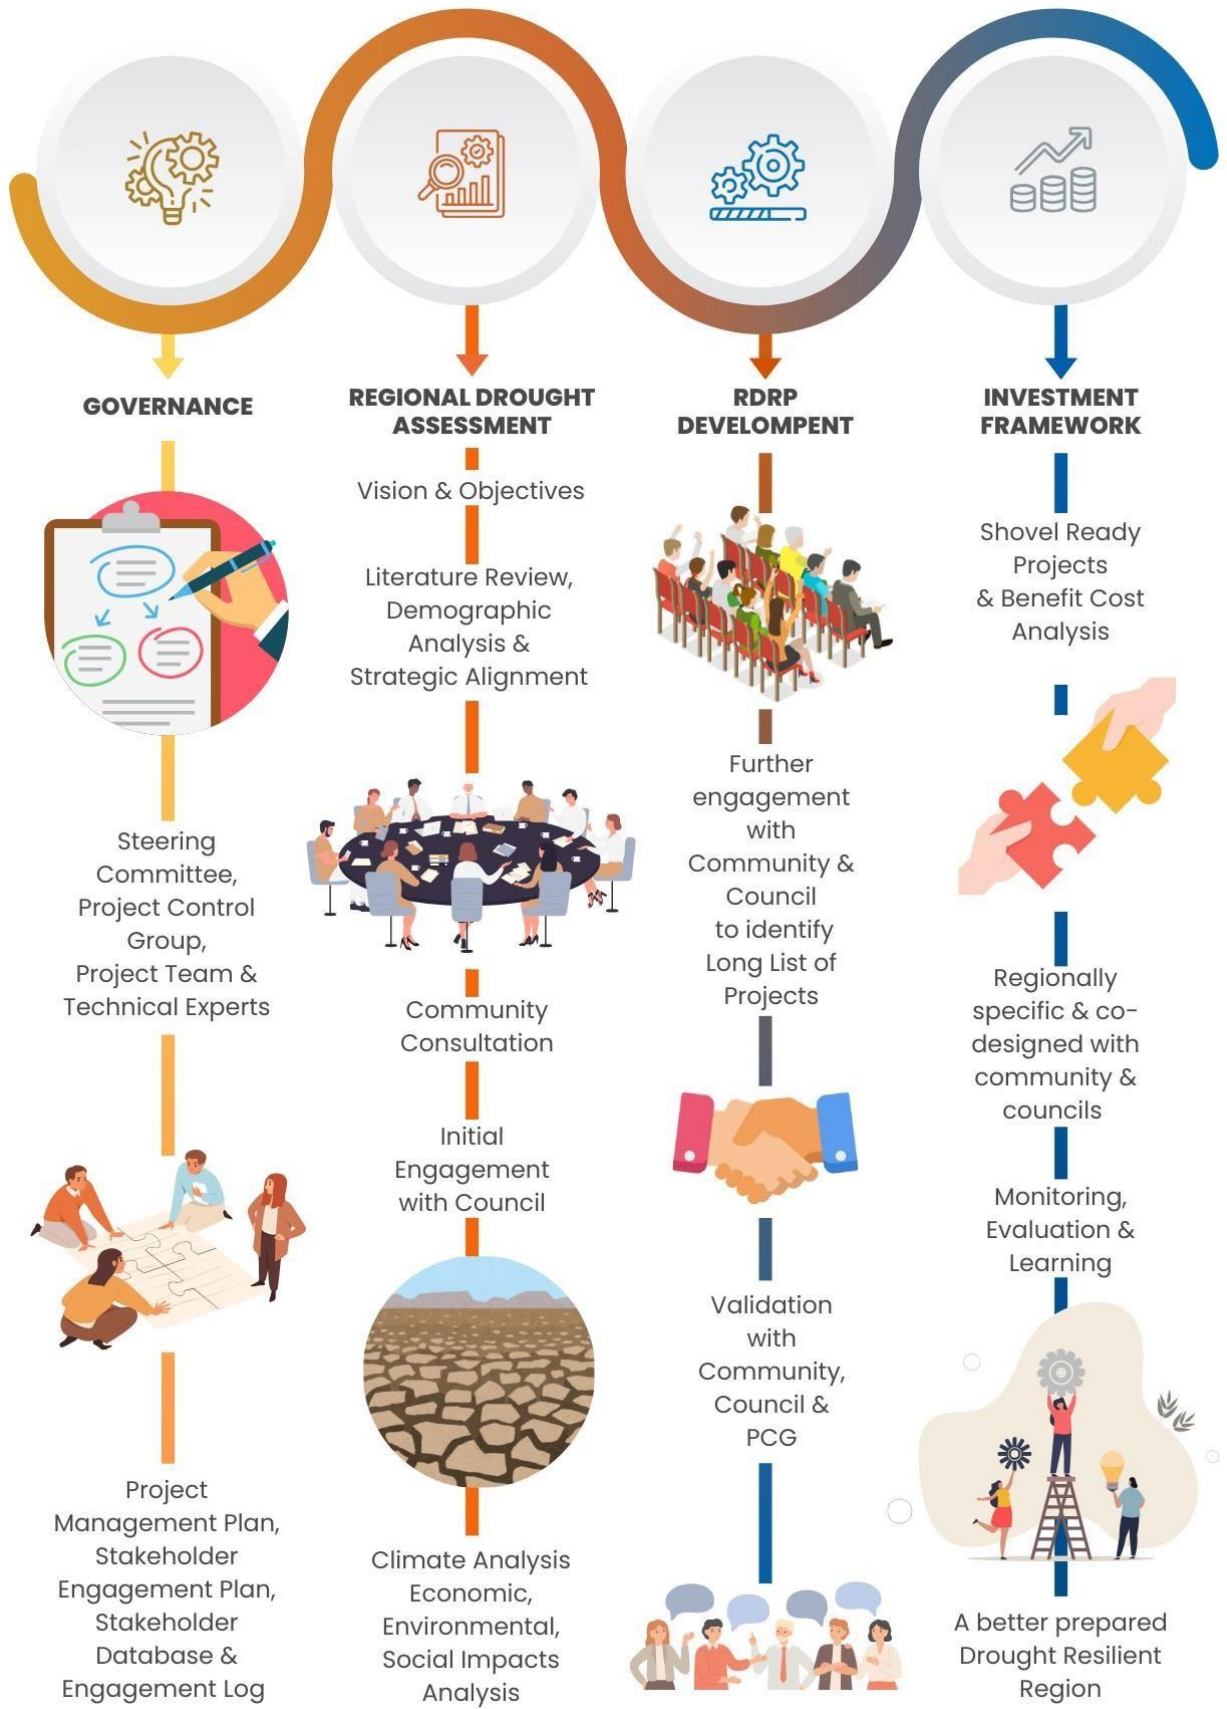 GOVERNANCE
Steering
Committee,
Project Control
Group,
Project Team &
Technical Experts
Project
Management Plan,
Stakeholder
Engagement Plan,
Stakeholder
Database &
Engagement Log
REGIONAL DROUGHT
ASSESSMENT
Vision & Objectives
Literature Review,
Demographic
Analysis &
Strategic Alignment
Community
Consultation
Initial
Engagement
with Council
Climate Analysis
Economic,
Environmental,
Social Impacts
Analysis
RDRP
DEVELOMPENT
Further
engagement
with
Community &
Council
to identify
Long List of
Projects
Validation
with
Community,
Council &
PCG
INVESTMENT
FRAMEWORK
Shovel Ready
Projects
& Benefit Cost
Analysis
Regionally
specific & co-
designed with
community &
councils
Monitoring,
Evaluation &
Learning
A better prepared
Drought Resilient
Region